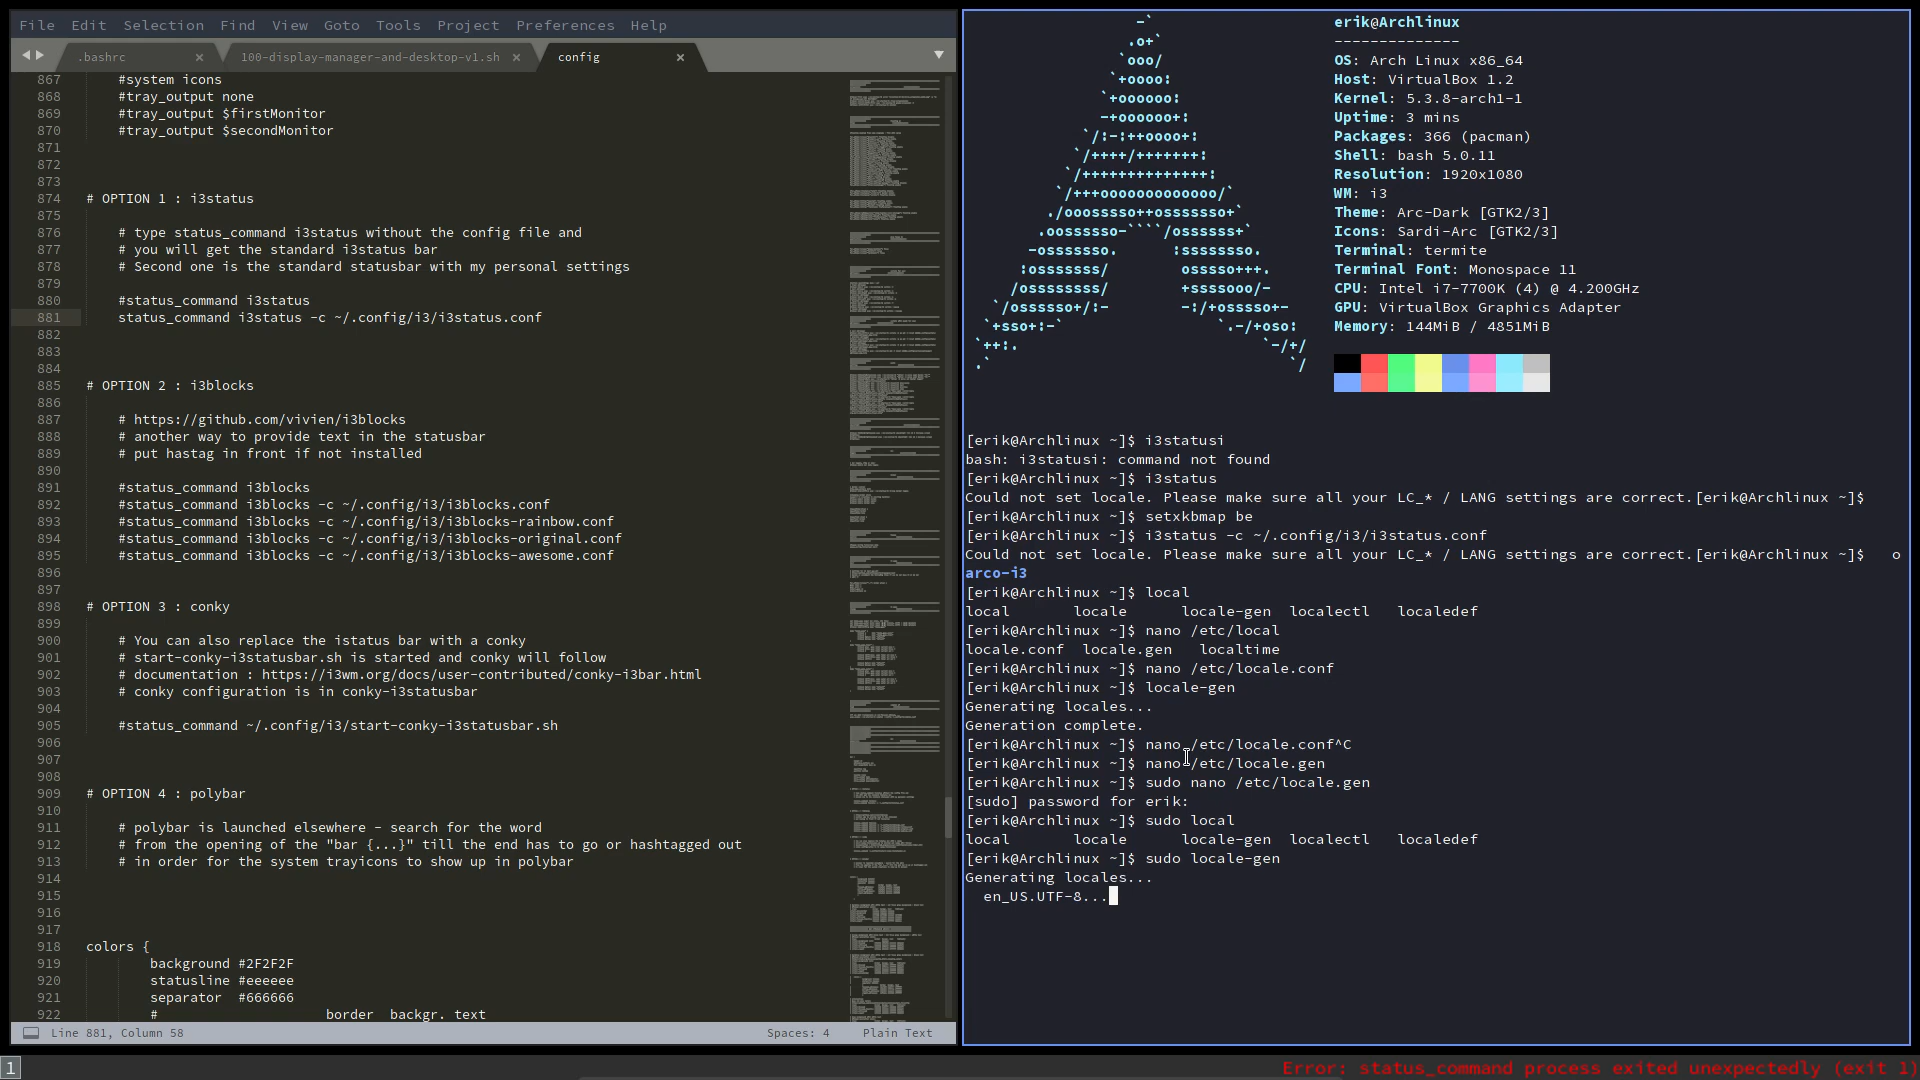 File Edit Selection Find View Goto Tools Project Preferences Help
.bashrc × 100-display-manager-and-desktop-v1.sh × config ×
867 #system icons
868 #tray_output none
869 #tray_output $firstMonitor
870 #tray_output $secondMonitor
871
872
873
874 # OPTION 1 : i3status
875
876 # type status_command i3status without the config file and
877 # you will get the standard i3status bar
878 # Second one is the standard statusbar with my personal settings
879
880 #status_command i3status
881 status_command i3status -c ~/.config/i3/i3status.conf
882
883
884
885 # OPTION 2 : i3blocks
886
887 # https://github.com/vivien/i3blocks
888 # another way to provide text in the statusbar
889 # put hastag in front if not installed
890
891 #status_command i3blocks
892 #status_command i3blocks -c ~/.config/i3/i3blocks.conf
893 #status_command i3blocks -c ~/.config/i3/i3blocks-rainbow.conf
894 #status_command i3blocks -c ~/.config/i3/i3blocks-original.conf
895 #status_command i3blocks -c ~/.config/i3/i3blocks-awesome.conf
896
897
898 # OPTION 3 : conky
899
900 # You can also replace the istatus bar with a conky
901 # start-conky-i3statusbar.sh is started and conky will follow
902 # documentation : https://i3wm.org/docs/user-contributed/conky-i3bar.html
903 # conky configuration is in conky-i3statusbar
904
905 #status_command ~/.config/i3/start-conky-i3statusbar.sh
906
907
908
909 # OPTION 4 : polybar
910
911 # polybar is launched elsewhere - search for the word
912 # from the opening of the "bar {...}" till the end has to go or hashtagged out
913 # in order for the system trayicons to show up in polybar
914
915
916
917
918 colors {
919 background #2F2F2F
920 statusline #eeeeee
921 separator #666666
922 # border backgr. text
Line 881, Column 58 Spaces: 4 Plain Text
-`
.o+`
`ooo/
`+oooo:
`+oooooo:
-+oooooo+:
`/:-:++oooo+:
`/++++/+++++++:
`/++++++++++++++:
`/+++ooooooooooooo/`
./ooosssso++osssssso+`
.oossssso-````/ossssss+`
-osssssso. :ssssssso.
:osssssss/ osssso+++.
/ossssssss/ +ssssooo/-
`/ossssso+/:- -:/+osssso+-
`+sso+:-` `.-/+oso:
`++:. `-/+/
.` `/
erik@Archlinux
--------------
OS: Arch Linux x86_64
Host: VirtualBox 1.2
Kernel: 5.3.8-arch1-1
Uptime: 3 mins
Packages: 366 (pacman)
Shell: bash 5.0.11
Resolution: 1920x1080
WM: i3
Theme: Arc-Dark [GTK2/3]
Icons: Sardi-Arc [GTK2/3]
Terminal: termite
Terminal Font: Monospace 11
CPU: Intel i7-7700K (4) @ 4.200GHz
GPU: VirtualBox Graphics Adapter
Memory: 144MiB / 4851MiB
[erik@Archlinux ~]$ i3statusi
bash: i3statusi: command not found
[erik@Archlinux ~]$ i3status
Could not set locale. Please make sure all your LC_* / LANG settings are correct.[erik@Archlinux ~]$
[erik@Archlinux ~]$ setxkbmap be
[erik@Archlinux ~]$ i3status -c ~/.config/i3/i3status.conf
Could not set locale. Please make sure all your LC_* / LANG settings are correct.[erik@Archlinux ~]$ o
arco-i3
[erik@Archlinux ~]$ local
local locale locale-gen localectl localedef
[erik@Archlinux ~]$ nano /etc/local
locale.conf locale.gen localtime
[erik@Archlinux ~]$ nano /etc/locale.conf
[erik@Archlinux ~]$ locale-gen
Generating locales...
Generation complete.
[erik@Archlinux ~]$ nano /etc/locale.conf^C
[erik@Archlinux ~]$ nano /etc/locale.gen
[erik@Archlinux ~]$ sudo nano /etc/locale.gen
[sudo] password for erik:
[erik@Archlinux ~]$ sudo local
local locale locale-gen localectl localedef
[erik@Archlinux ~]$ sudo locale-gen
Generating locales...
en_US.UTF-8...
1 Error: status_command process exited unexpectedly (exit 1)